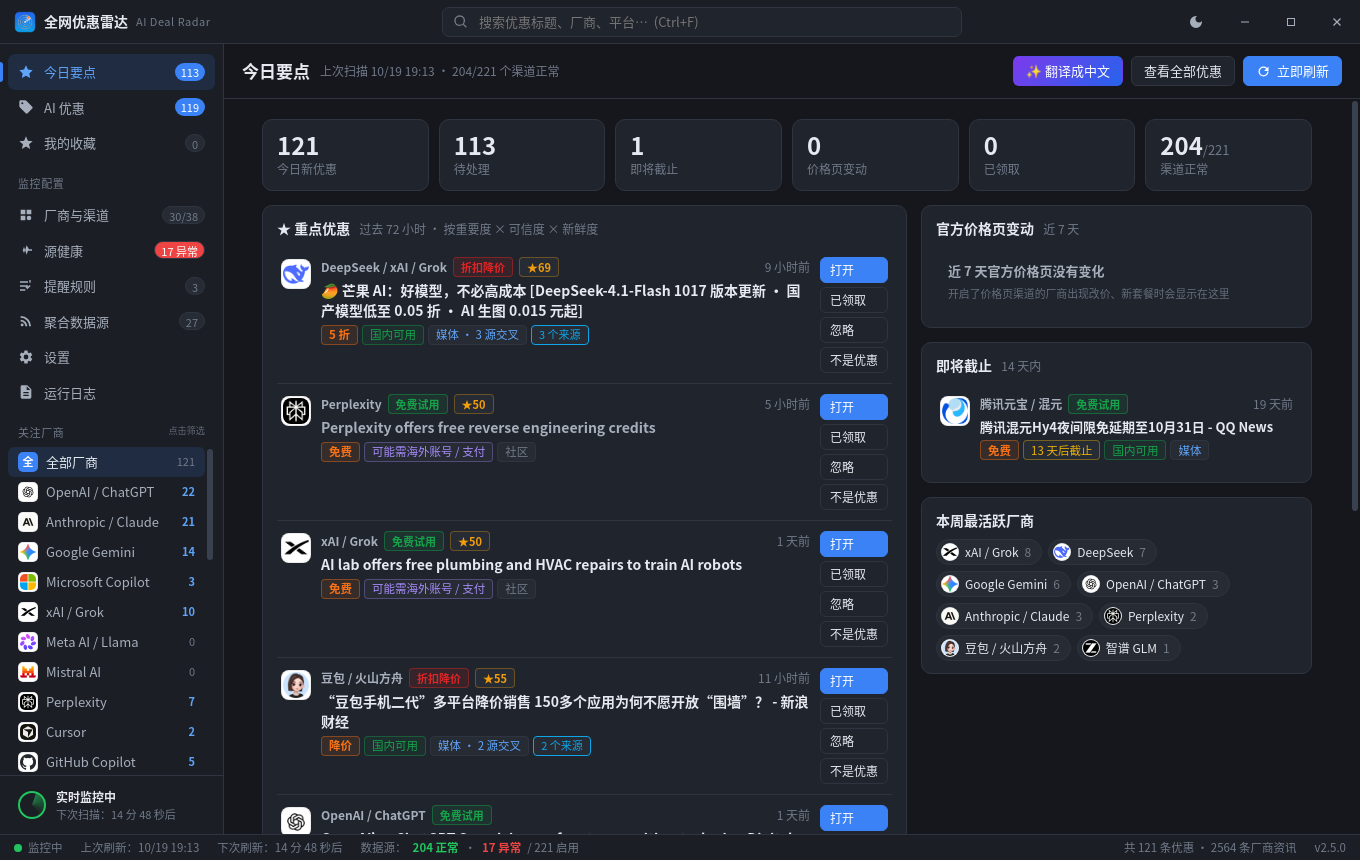 全网优惠雷达 AI Deal Radar
搜索优惠标题、厂商、平台… (Ctrl+F)
今日要点 113
AI 优惠 119
我的收藏 0
监控配置
厂商与渠道 30/38
源健康 17 异常
提醒规则 3
聚合数据源 27
设置
运行日志
关注厂商 点击筛选
全 全部厂商 121
OpenAI / ChatGPT 22
Anthropic / Claude 21
Google Gemini 14
Microsoft Copilot 3
xAI / Grok 10
Meta AI / Llama 0
Mistral AI 0
Perplexity 7
Cursor 2
GitHub Copilot 5
实时监控中
下次扫描: 14 分 48 秒后
今日要点 上次扫描 10/19 19:13 · 204/221 个渠道正常
✨ 翻译成中文 查看全部优惠 立即刷新
121 113 1 0 0 204/221
今日新优惠 待处理 即将截止 价格页变动 已领取 渠道正常
★ 重点优惠 过去 72 小时 · 按重要度 × 可信度 × 新鲜度
DeepSeek / xAI / Grok 折扣降价 ★69 9 小时前
🥭 芒果 AI：好模型，不必高成本 [DeepSeek-4.1-Flash 1017 版本更新 · 国
产模型低至 0.05 折 · AI 生图 0.015 元起]
5 折 国内可用 媒体 · 3 源交叉 3 个来源
打开
已领取
忽略
不是优惠
Perplexity 免费试用 ★50 5 小时前
Perplexity offers free reverse engineering credits
免费 可能需海外账号 / 支付 社区
打开
已领取
忽略
不是优惠
xAI / Grok 免费试用 ★50 1 天前
AI lab offers free plumbing and HVAC repairs to train AI robots
免费 可能需海外账号 / 支付 社区
打开
已领取
忽略
不是优惠
豆包 / 火山方舟 折扣降价 ★55 11 小时前
“豆包手机二代”多平台降价销售 150多个应用为何不愿开放“围墙”？ - 新浪
财经
降价 国内可用 媒体 · 2 源交叉 2 个来源
打开
已领取
忽略
不是优惠
OpenAI / ChatGPT 免费试用 1 天前
打开
官方价格页变动 近 7 天
近 7 天官方价格页没有变化
开启了价格页渠道的厂商出现改价、新套餐时会显示在这里
即将截止 14 天内
腾讯元宝 / 混元 免费试用 19 天前
腾讯混元Hy4夜间限免延期至10月31日 - QQ News
免费 13 天后截止 国内可用 媒体
本周最活跃厂商
xAI / Grok 8 DeepSeek 7
Google Gemini 6 OpenAI / ChatGPT 3
Anthropic / Claude 3 Perplexity 2
豆包 / 火山方舟 2 智谱 GLM 1
监控中 上次刷新: 10/19 19:13 下次刷新: 14 分 48 秒后 数据源: 204 正常 · 17 异常 / 221 启用
共 121 条优惠 · 2564 条厂商资讯 v2.5.0